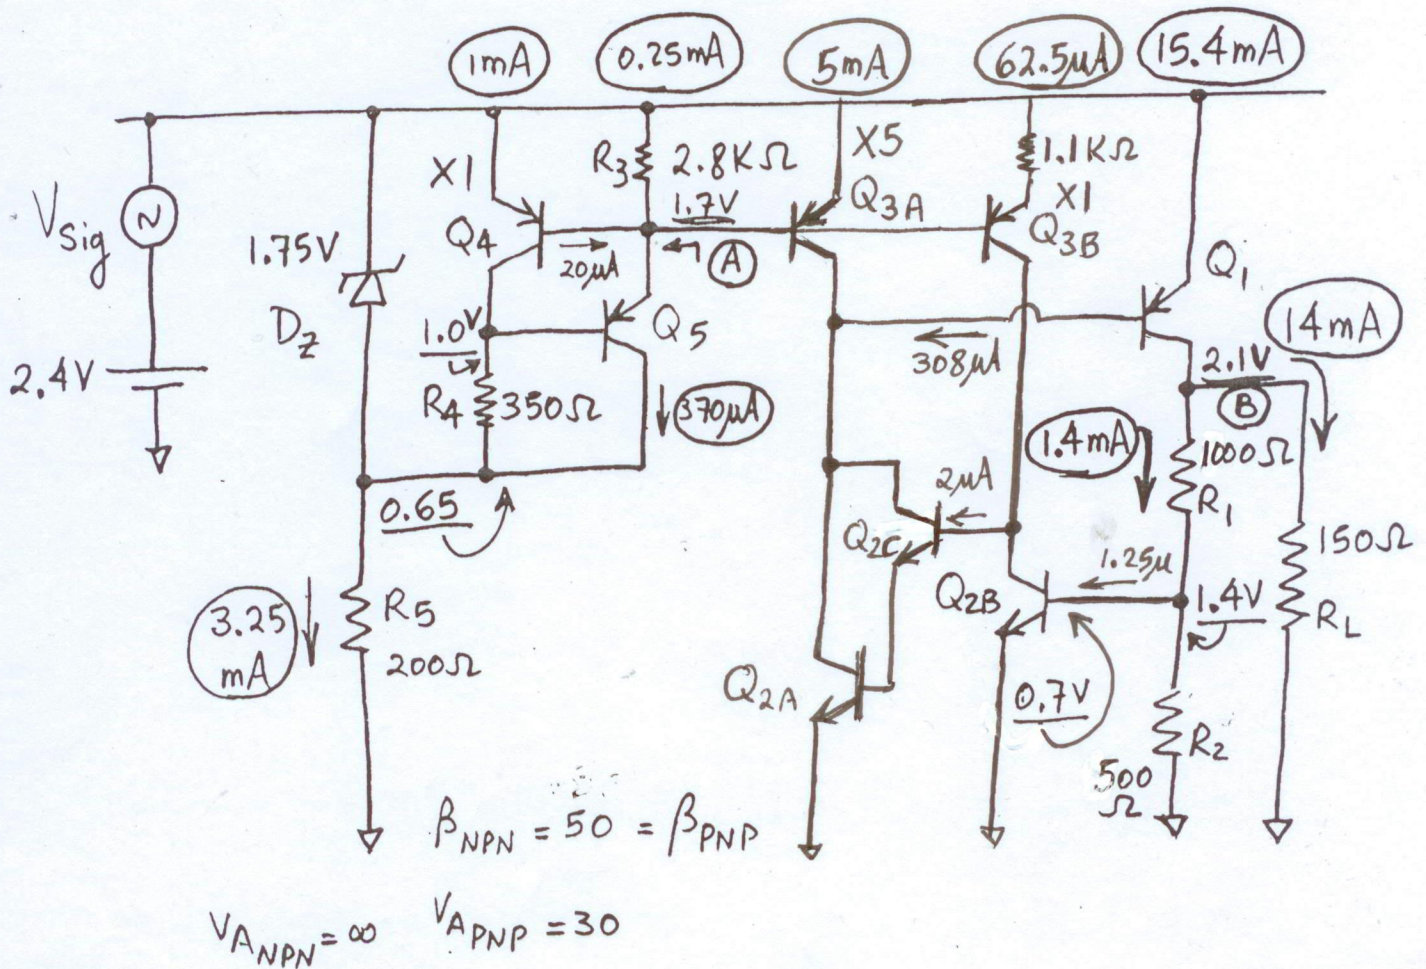 1mA
0.25mA
5mA
62.5μA
15.4mA
X1
R3
2.8KΩ
X5
1.1KΩ
X1
Vsig
1.75V
Q4
1.7V
Q3A
Q3B
20μA
A
Q1
DZ
1.0V
Q5
308μA
14mA
2.4V
R4
350Ω
370μA
2.1V
B
1.4mA
1000Ω
R1
0.65
2μA
Q2C
150Ω
RL
3.25
mA
R5
200Ω
Q2B
1.25μ
1.4V
Q2A
0.7V
R2
500
Ω
βNPN = 50 = βPNP
VANPN = ∞ VAPNP = 30